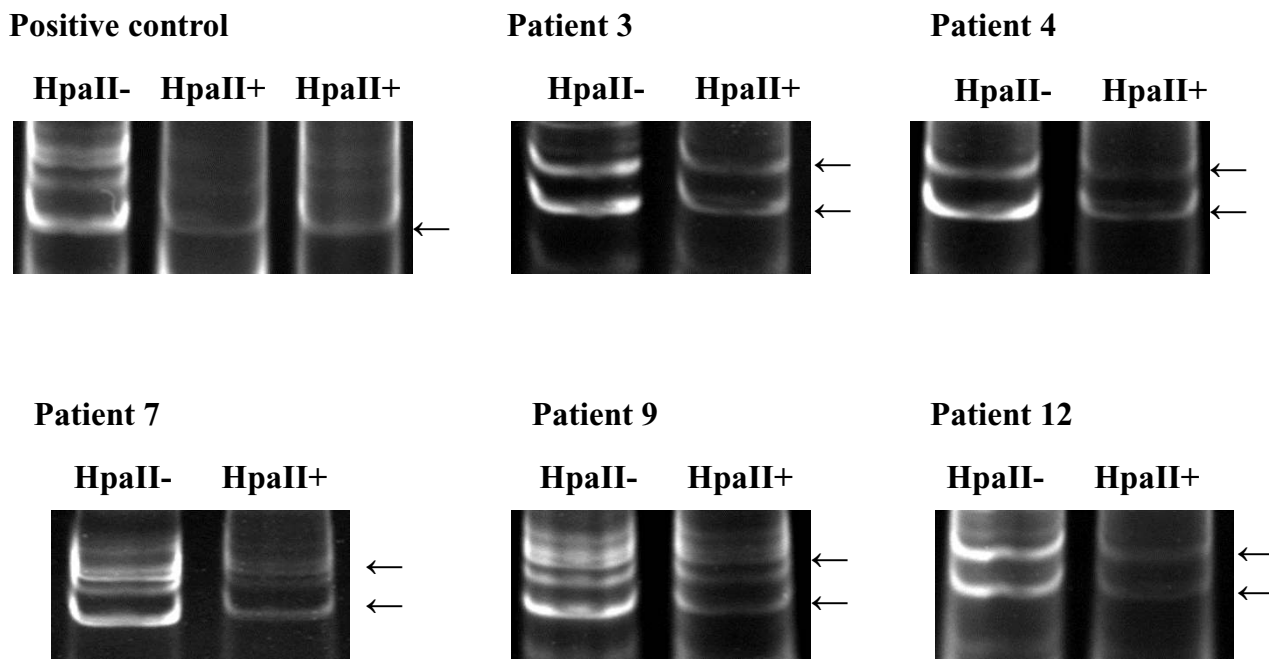 Positive control
HpaII- HpaII+ HpaII+
Patient 3
HpaII- HpaII+
Patient 4
HpaII- HpaII+
Patient 7
HpaII- HpaII+
Patient 9
HpaII- HpaII+
Patient 12
HpaII- HpaII+